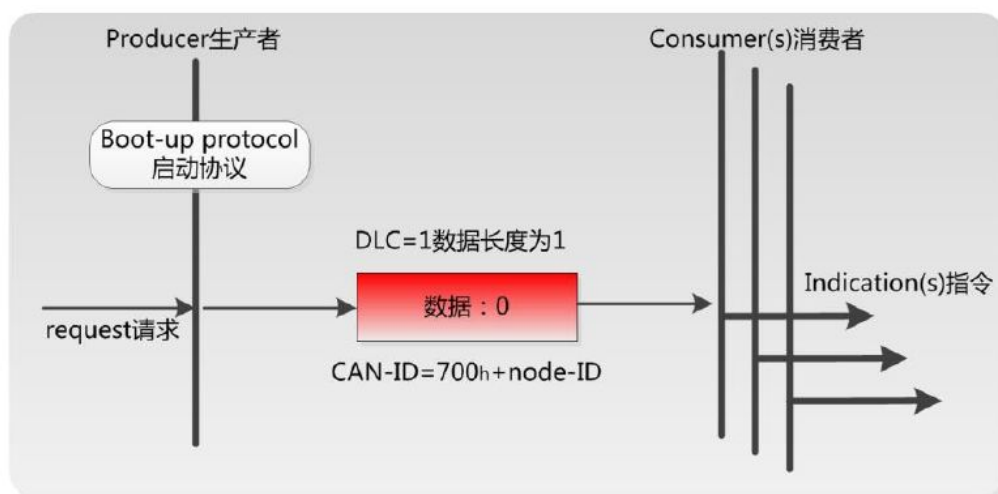 Producer生产者
Consumer(s)消费者
Boot-up protocol
启动协议
DLC=1数据长度为1
数据：0
Indication(s)指令
request请求
CAN-ID=700h+node-ID